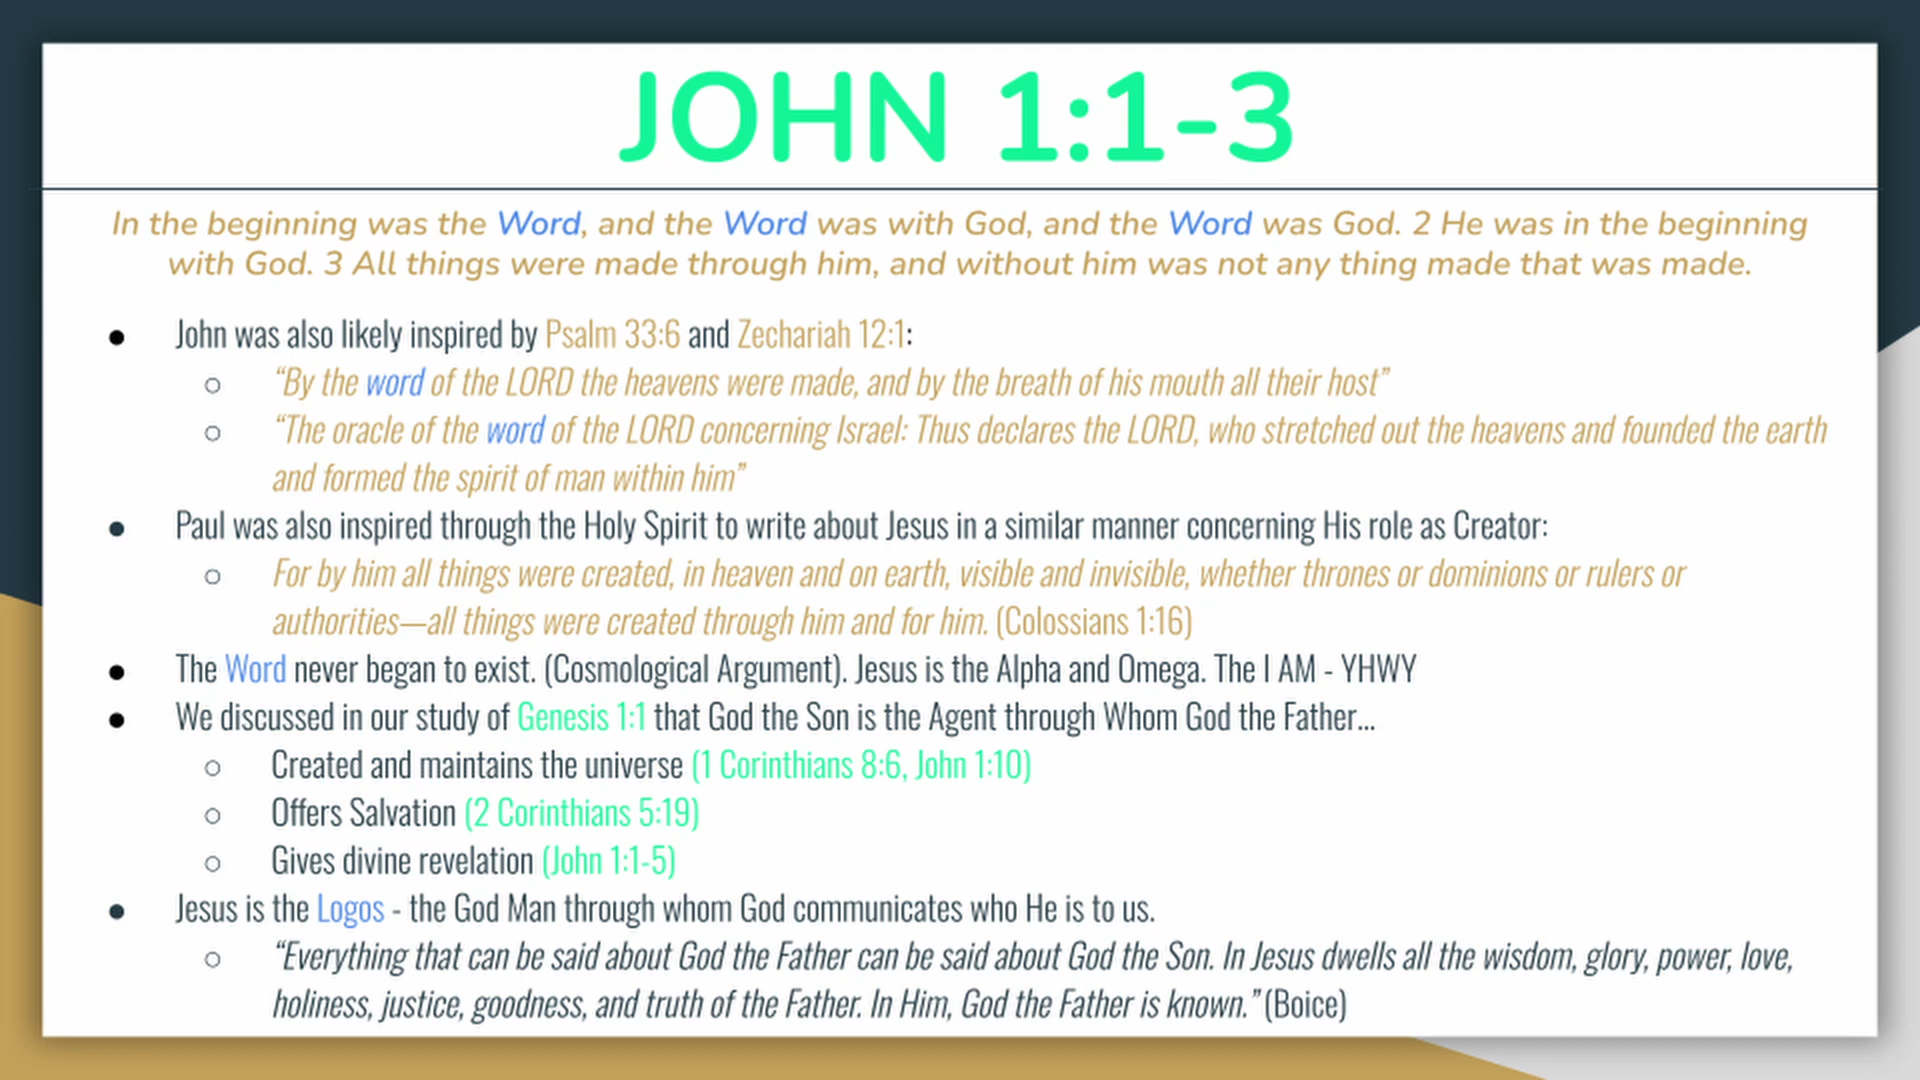 JOHN 1:1-3
In the beginning was the Word, and the Word was with God, and the Word was God. 2 He was in the beginning
with God. 3 All things were made through him, and without him was not any thing made that was made.
● John was also likely inspired by Psalm 33:6 and Zechariah 12:1:
○ “By the word of the LORD the heavens were made, and by the breath of his mouth all their host”
○ “The oracle of the word of the LORD concerning Israel: Thus declares the LORD, who stretched out the heavens and founded the earth
and formed the spirit of man within him”
● Paul was also inspired through the Holy Spirit to write about Jesus in a similar manner concerning His role as Creator:
○ For by him all things were created, in heaven and on earth, visible and invisible, whether thrones or dominions or rulers or
authorities—all things were created through him and for him. (Colossians 1:16)
● The Word never began to exist. (Cosmological Argument). Jesus is the Alpha and Omega. The I AM - YHWY
● We discussed in our study of Genesis 1:1 that God the Son is the Agent through Whom God the Father...
○ Created and maintains the universe (1 Corinthians 8:6, John 1:10)
○ Offers Salvation (2 Corinthians 5:19)
○ Gives divine revelation (John 1:1-5)
● Jesus is the Logos - the God Man through whom God communicates who He is to us.
○ “Everything that can be said about God the Father can be said about God the Son. In Jesus dwells all the wisdom, glory, power, love,
holiness, justice, goodness, and truth of the Father. In Him, God the Father is known.” (Boice)